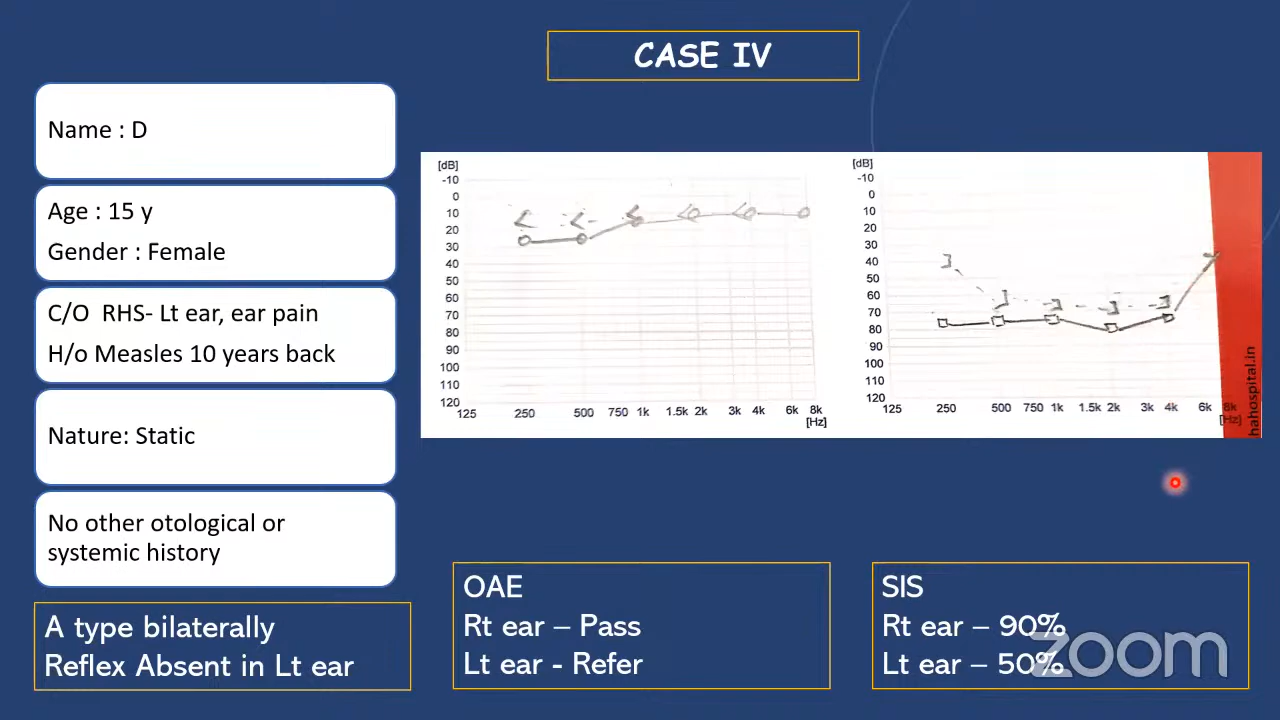 CASE IV
Name : D
Age : 15 y
Gender : Female
C/O  RHS- Lt ear, ear pain
H/o Measles 10 years back
Nature: Static
No other otological or
systemic history
A type bilaterally
Reflex Absent in Lt ear
[dB]
-10
0
10
20
30
40
50
60
70
80
90
100
110
120
125 250 500 750 1k 1.5k 2k 3k 4k 6k 8k
[Hz]
[dB]
-10
0
10
20
30
40
50
60
70
80
90
100
110
120
125 250 500 750 1k 1.5k 2k 3k 4k 6k 8k
[Hz]
hahospital.in
OAE
Rt ear – Pass
Lt ear - Refer
SIS
Rt ear – 90%
Lt ear – 50%
zoom